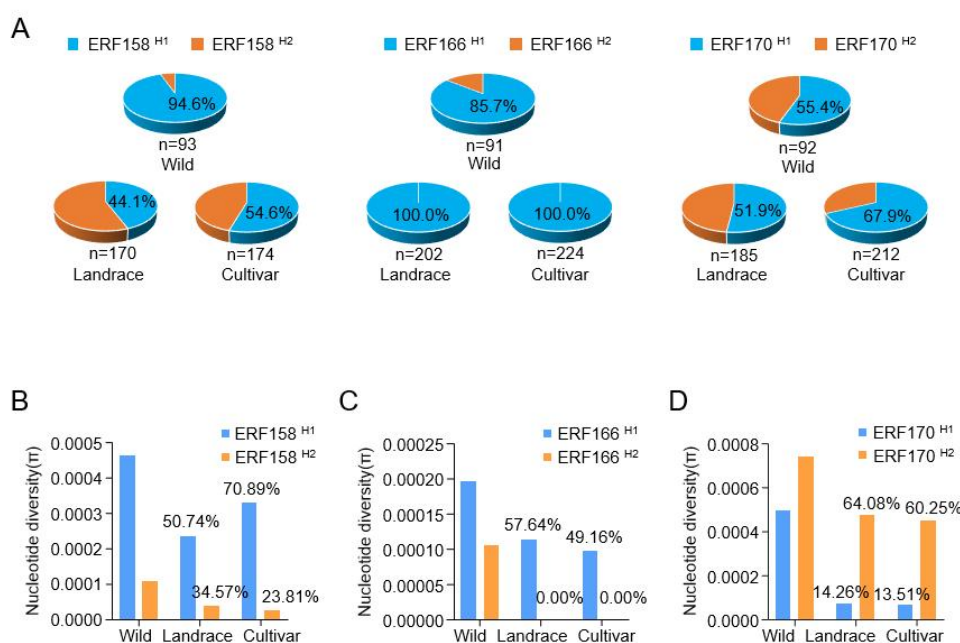 A
ERF158 H1 ERF158 H2
94.6%
n=93
Wild
44.1%
n=170
Landrace
54.6%
n=174
Cultivar
ERF166 H1 ERF166 H2
85.7%
n=91
Wild
100.0%
n=202
Landrace
100.0%
n=224
Cultivar
ERF170 H1 ERF170 H2
55.4%
n=92
Wild
51.9%
n=185
Landrace
67.9%
n=212
Cultivar
B
ERF158 H1
ERF158 H2
Nucleotide diversity(π)
0.0005
0.0004
0.0003
0.0002
0.0001
0.0000
50.74%
34.57%
70.89%
23.81%
Wild Landrace Cultivar
C
ERF166 H1
ERF166 H2
Nucleotide diversity(π)
0.00025
0.00020
0.00015
0.00010
0.00005
0.00000
57.64%
0.00%
49.16%
0.00%
Wild Landrace Cultivar
D
ERF170 H1
ERF170 H2
Nucleotide diversity(π)
0.0008
0.0006
0.0004
0.0002
0.0000
14.26%
64.08%
13.51%
60.25%
Wild Landrace Cultivar